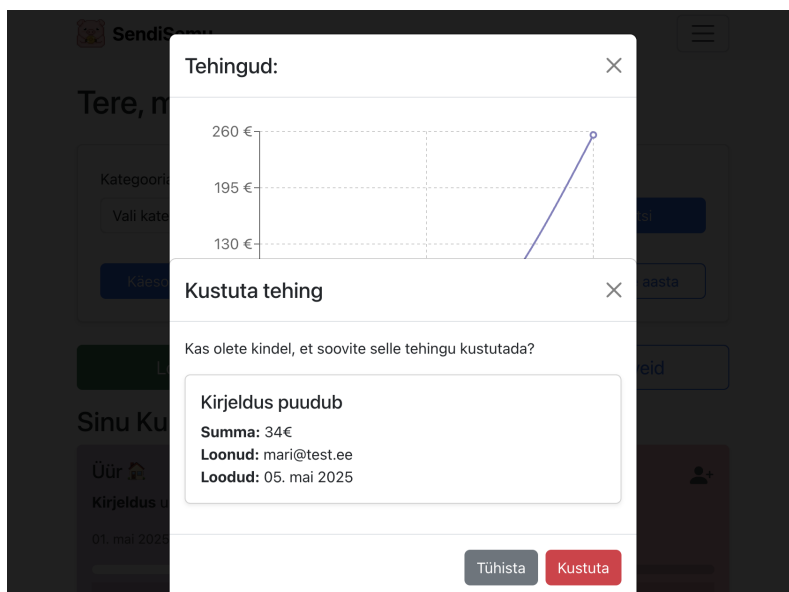 SendiS
Tehingud:
Tere, m
260 €
195 €
130 €
Kategooria
Vali kate
tsi
Käeso
aasta
Kustuta tehing
Kas olete kindel, et soovite selle tehingu kustutada?
Kirjeldus puudub
Summa: 34€
Loonud: mari@test.ee
Loodud: 05. mai 2025
Sinu Ku
Üür
Kirjeldus
01. mai 2025
Tühista
Kustuta